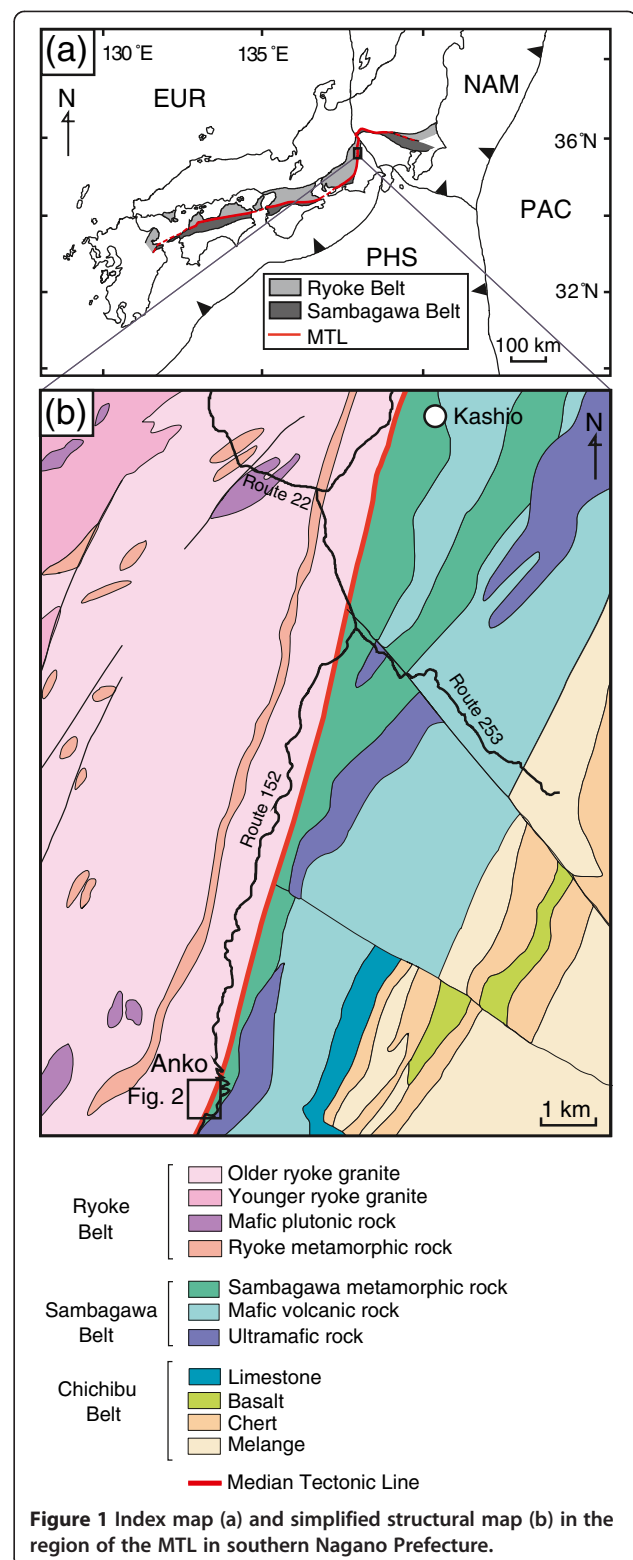 (a)
130 °E
135 °E
N
EUR
NAM
36°N
PAC
PHS
32°N
Ryoke Belt
Sambagawa Belt
MTL
100 km
(b)
Kashio
N
Route 22
Route 253
Route 152
Anko
Fig. 2
1 km
Ryoke Belt
Older ryoke granite
Younger ryoke granite
Mafic plutonic rock
Ryoke metamorphic rock
Sambagawa Belt
Sambagawa metamorphic rock
Mafic volcanic rock
Ultramafic rock
Chichibu Belt
Limestone
Basalt
Chert
Melange
Median Tectonic Line
Figure 1 Index map (a) and simplified structural map (b) in the
region of the MTL in southern Nagano Prefecture.